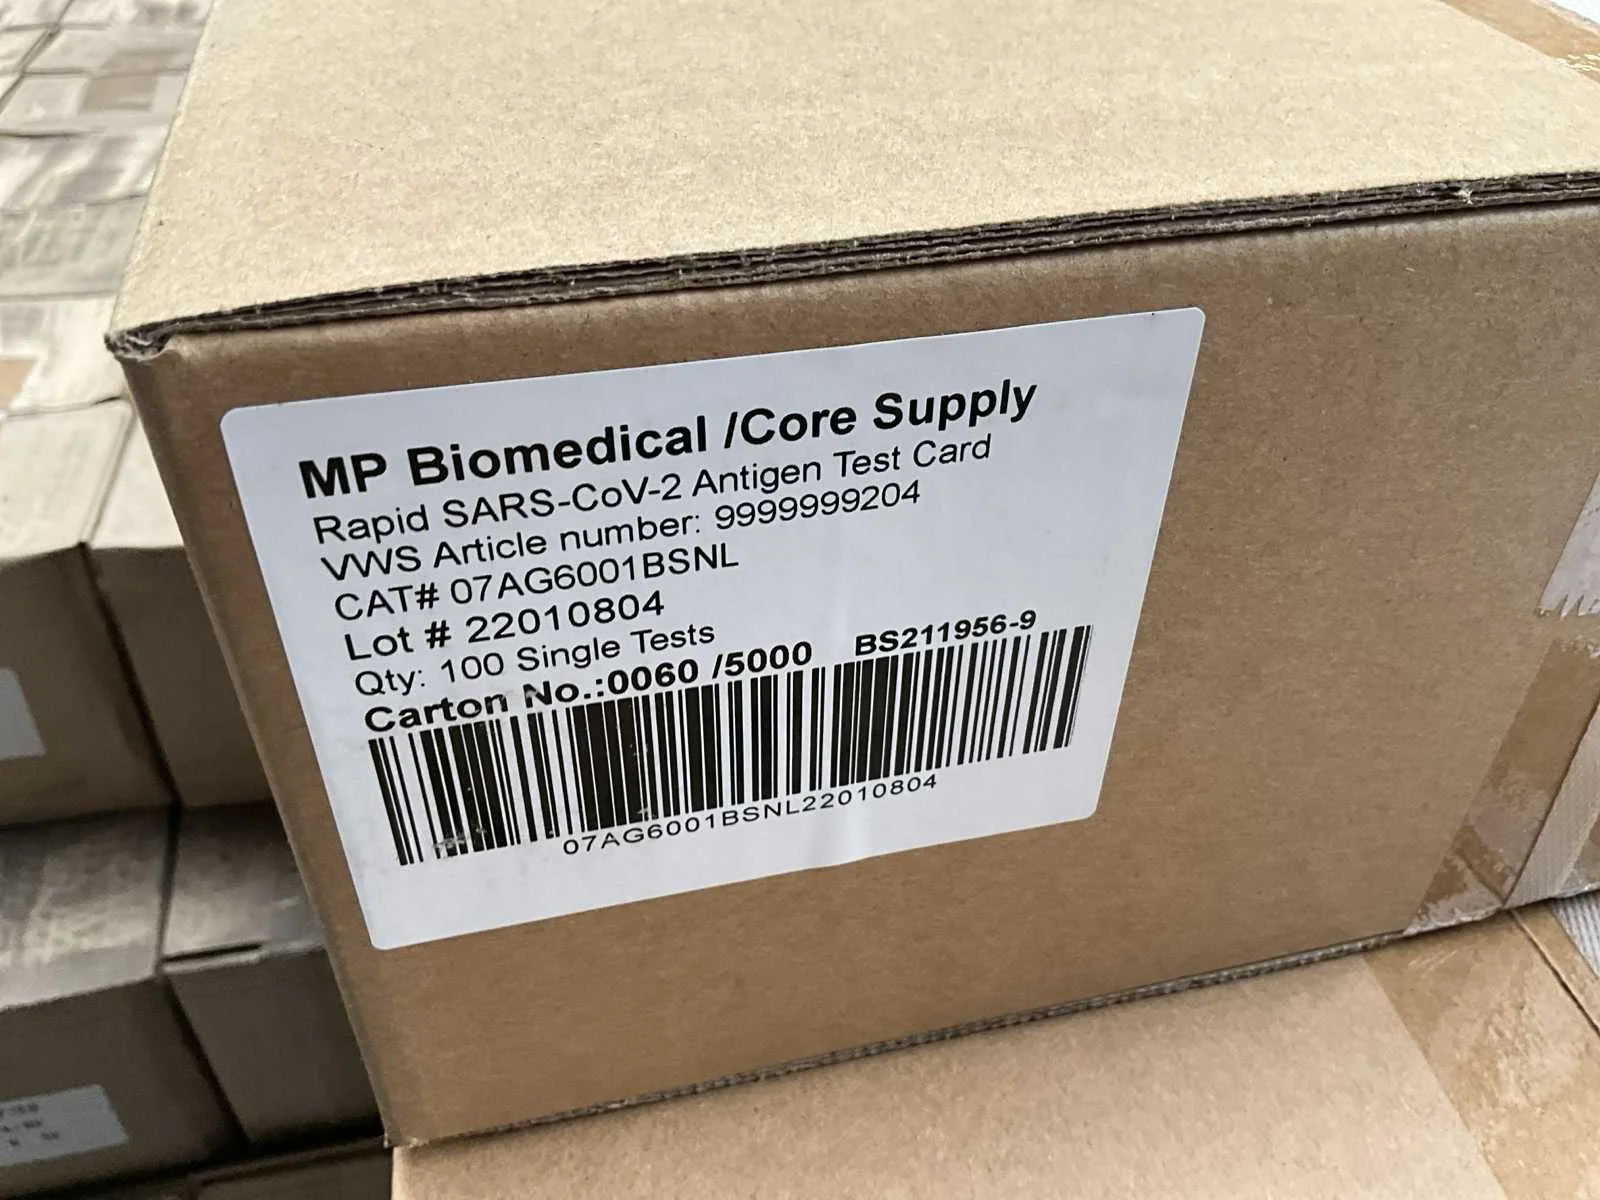 MP Biomedical /Core Supply
Rapid SARS-CoV-2 Antigen Test Card
VWS Article number: 9999999204
CAT# 07AG6001BSNL
Lot # 22010804
Qty: 100 Single Tests
Carton No.:0060 /5000 BS211956-9
07AG6001BSNL22010804